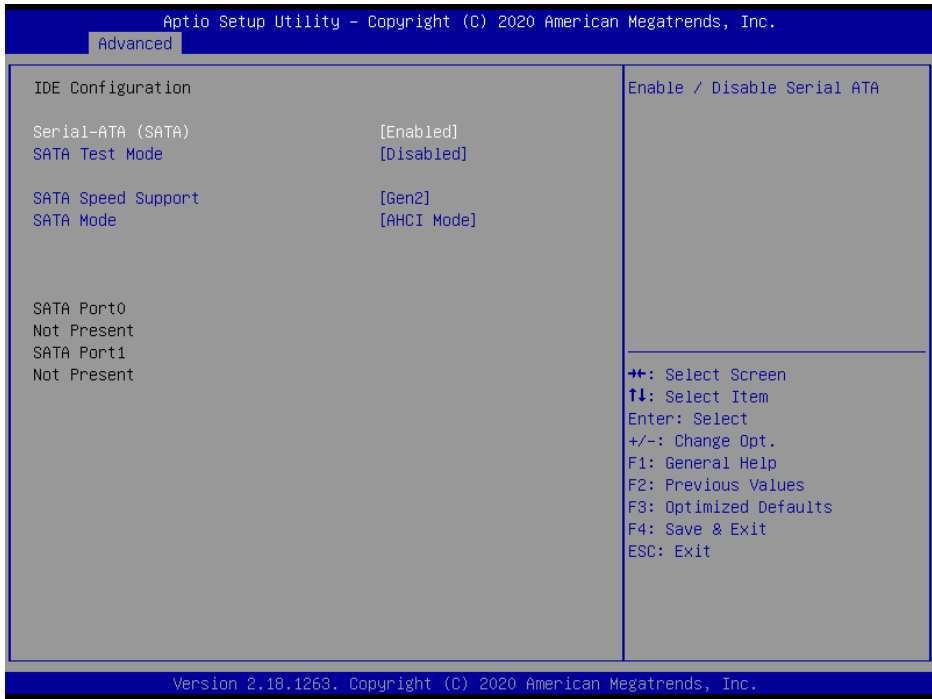 Aptio Setup Utility – Copyright (C) 2020 American Megatrends, Inc.
Advanced
IDE Configuration
Serial-ATA (SATA) [Enabled]
SATA Test Mode [Disabled]
SATA Speed Support [Gen2]
SATA Mode [AHCI Mode]
SATA Port0
Not Present
SATA Port1
Not Present
Enable / Disable Serial ATA
→←: Select Screen
↑↓: Select Item
Enter: Select
+/-: Change Opt.
F1: General Help
F2: Previous Values
F3: Optimized Defaults
F4: Save & Exit
ESC: Exit
Version 2.18.1263. Copyright (C) 2020 American Megatrends, Inc.